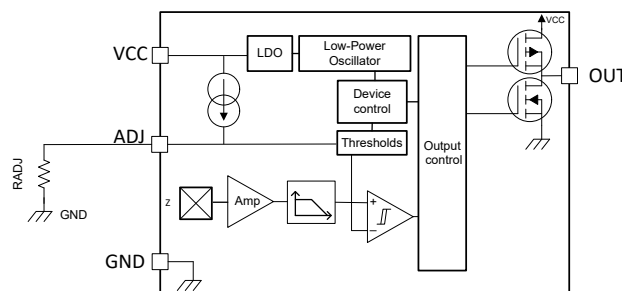 VCC
VCC
LDO
Low-Power
Oscillator
OUT
Device
control
ADJ
Thresholds
Output
control
RADJ
GND
z
Amp
+
−
GND